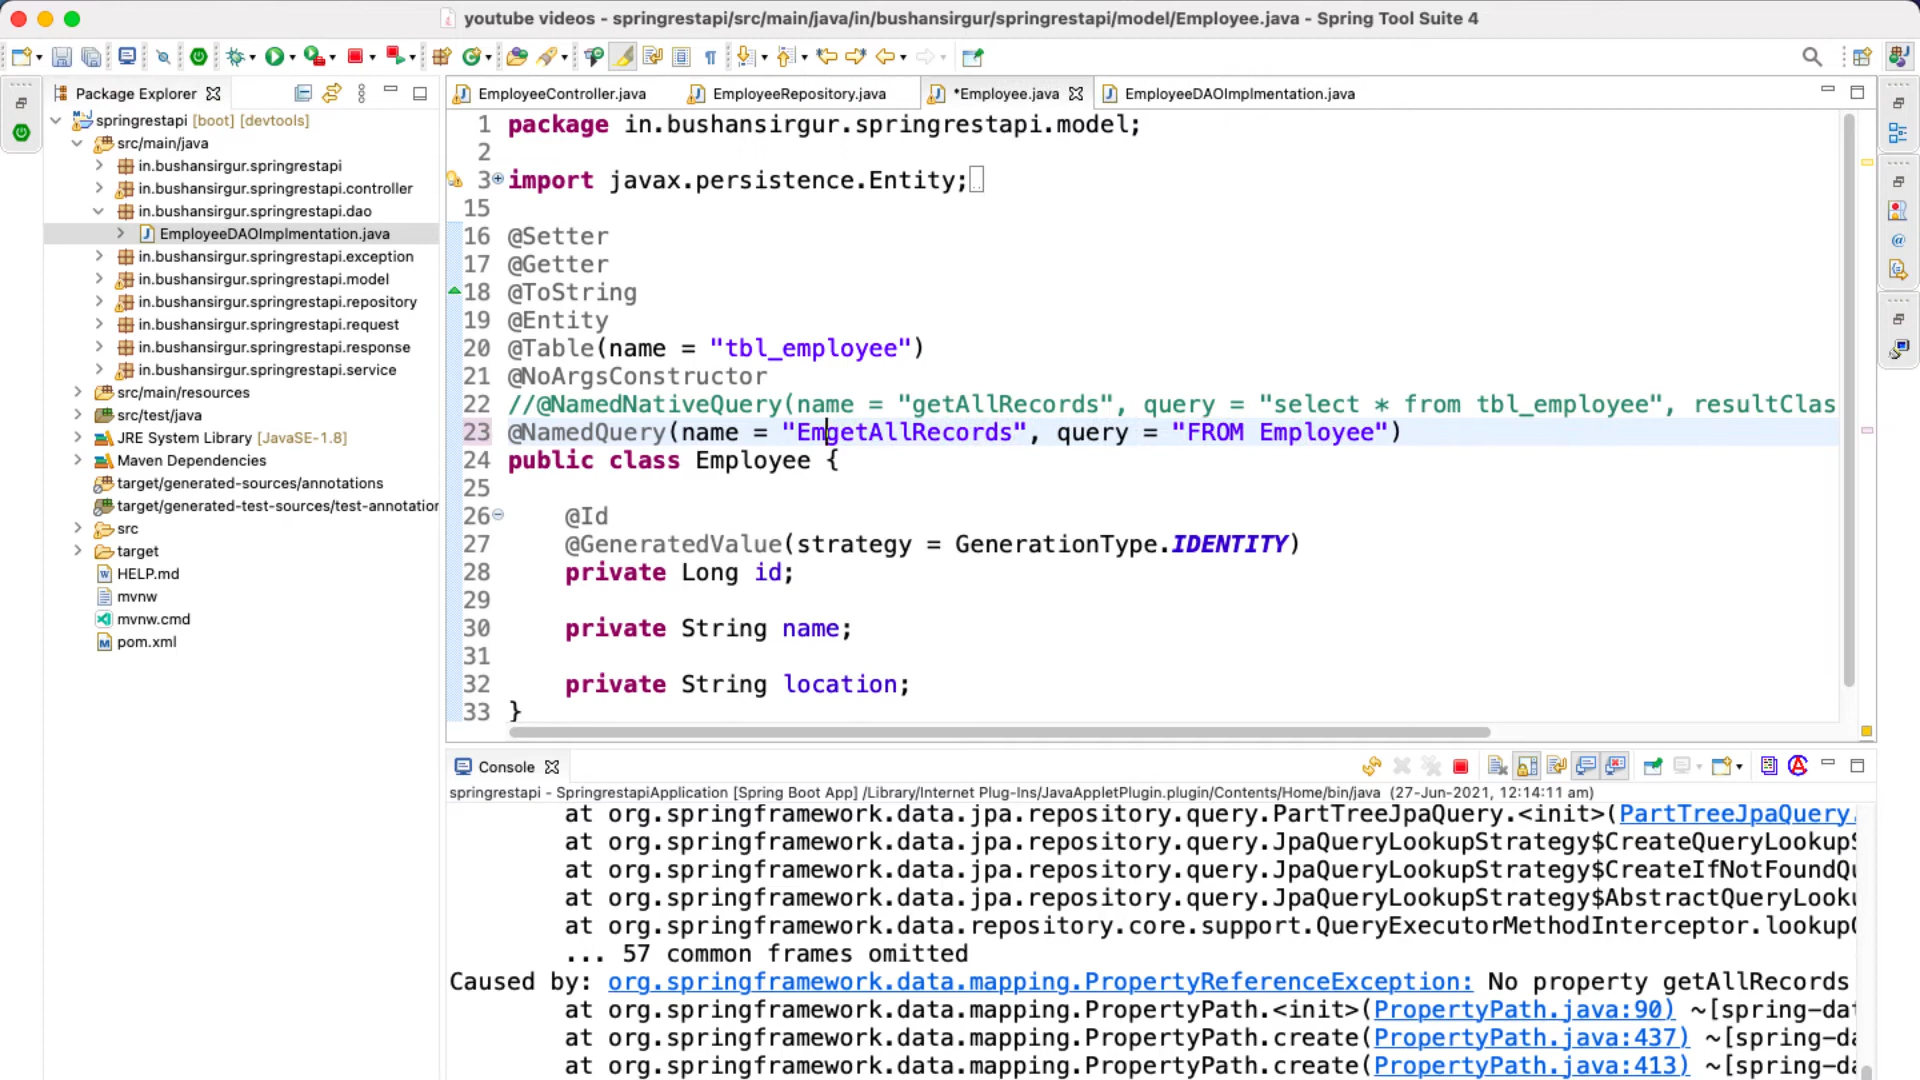 youtube videos - springrestapi/src/main/java/in/bushansirgur/springrestapi/model/Employee.java - Spring Tool Suite 4
Package Explorer
springrestapi [boot] [devtools]
src/main/java
in.bushansirgur.springrestapi
in.bushansirgur.springrestapi.controller
in.bushansirgur.springrestapi.dao
EmployeeDAOImplmentation.java
in.bushansirgur.springrestapi.exception
in.bushansirgur.springrestapi.model
in.bushansirgur.springrestapi.repository
in.bushansirgur.springrestapi.request
in.bushansirgur.springrestapi.response
in.bushansirgur.springrestapi.service
src/main/resources
src/test/java
JRE System Library [JavaSE-1.8]
Maven Dependencies
target/generated-sources/annotations
target/generated-test-sources/test-annotation
src
target
HELP.md
mvnw
mvnw.cmd
pom.xml
EmployeeController.java EmployeeRepository.java *Employee.java EmployeeDAOImplmentation.java
1 package in.bushansirgur.springrestapi.model;
2
3 import javax.persistence.Entity;
15
16 @Setter
17 @Getter
18 @ToString
19 @Entity
20 @Table(name = "tbl_employee")
21 @NoArgsConstructor
22 //@NamedNativeQuery(name = "getAllRecords", query = "select * from tbl_employee", resultClas
23 @NamedQuery(name = "EmgetAllRecords", query = "FROM Employee")
24 public class Employee {
25
26 @Id
27 @GeneratedValue(strategy = GenerationType.IDENTITY)
28 private Long id;
29
30 private String name;
31
32 private String location;
33 }
Console
springrestapi - SpringrestapiApplication [Spring Boot App] /Library/Internet Plug-Ins/JavaAppletPlugin.plugin/Contents/Home/bin/java (27-Jun-2021, 12:14:11 am)
at org.springframework.data.jpa.repository.query.PartTreeJpaQuery.<init>(PartTreeJpaQuery.
at org.springframework.data.jpa.repository.query.JpaQueryLookupStrategy$CreateQueryLookupS
at org.springframework.data.jpa.repository.query.JpaQueryLookupStrategy$CreateIfNotFoundQu
at org.springframework.data.jpa.repository.query.JpaQueryLookupStrategy$AbstractQueryLooku
at org.springframework.data.repository.core.support.QueryExecutorMethodInterceptor.lookupQ
... 57 common frames omitted
Caused by: org.springframework.data.mapping.PropertyReferenceException: No property getAllRecords
at org.springframework.data.mapping.PropertyPath.<init>(PropertyPath.java:90) ~[spring-dat
at org.springframework.data.mapping.PropertyPath.create(PropertyPath.java:437) ~[spring-da
at org.springframework.data.mapping.PropertyPath.create(PropertyPath.java:413) ~[spring-da